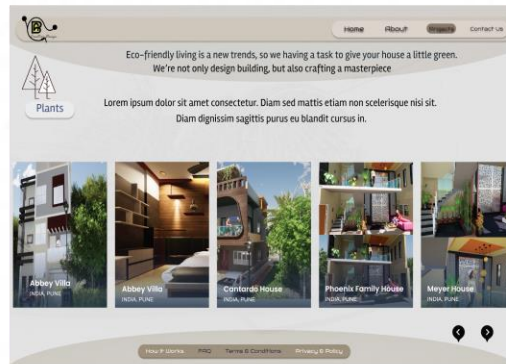 Home About Projects Contact Us
Eco-friendly living is a new trends, so we having a task to give your house a little green.
We're not only design building, but also crafting a masterpiece
Plants
Lorem ipsum dolor sit amet consectetur. Diam sed mattis etiam non scelerisque nisi sit.
Diam dignissim sagittis purus eu blandit cursus in.
Abbey Villa
INDIA, PUNE
Abbey Villa
INDIA, PUNE
Cantardo House
INDIA, PUNE
Phoenix Family House
INDIA, PUNE
Meyer House
INDIA, PUNE
How It Works FAQ Terms & Conditions Privacy & Policy